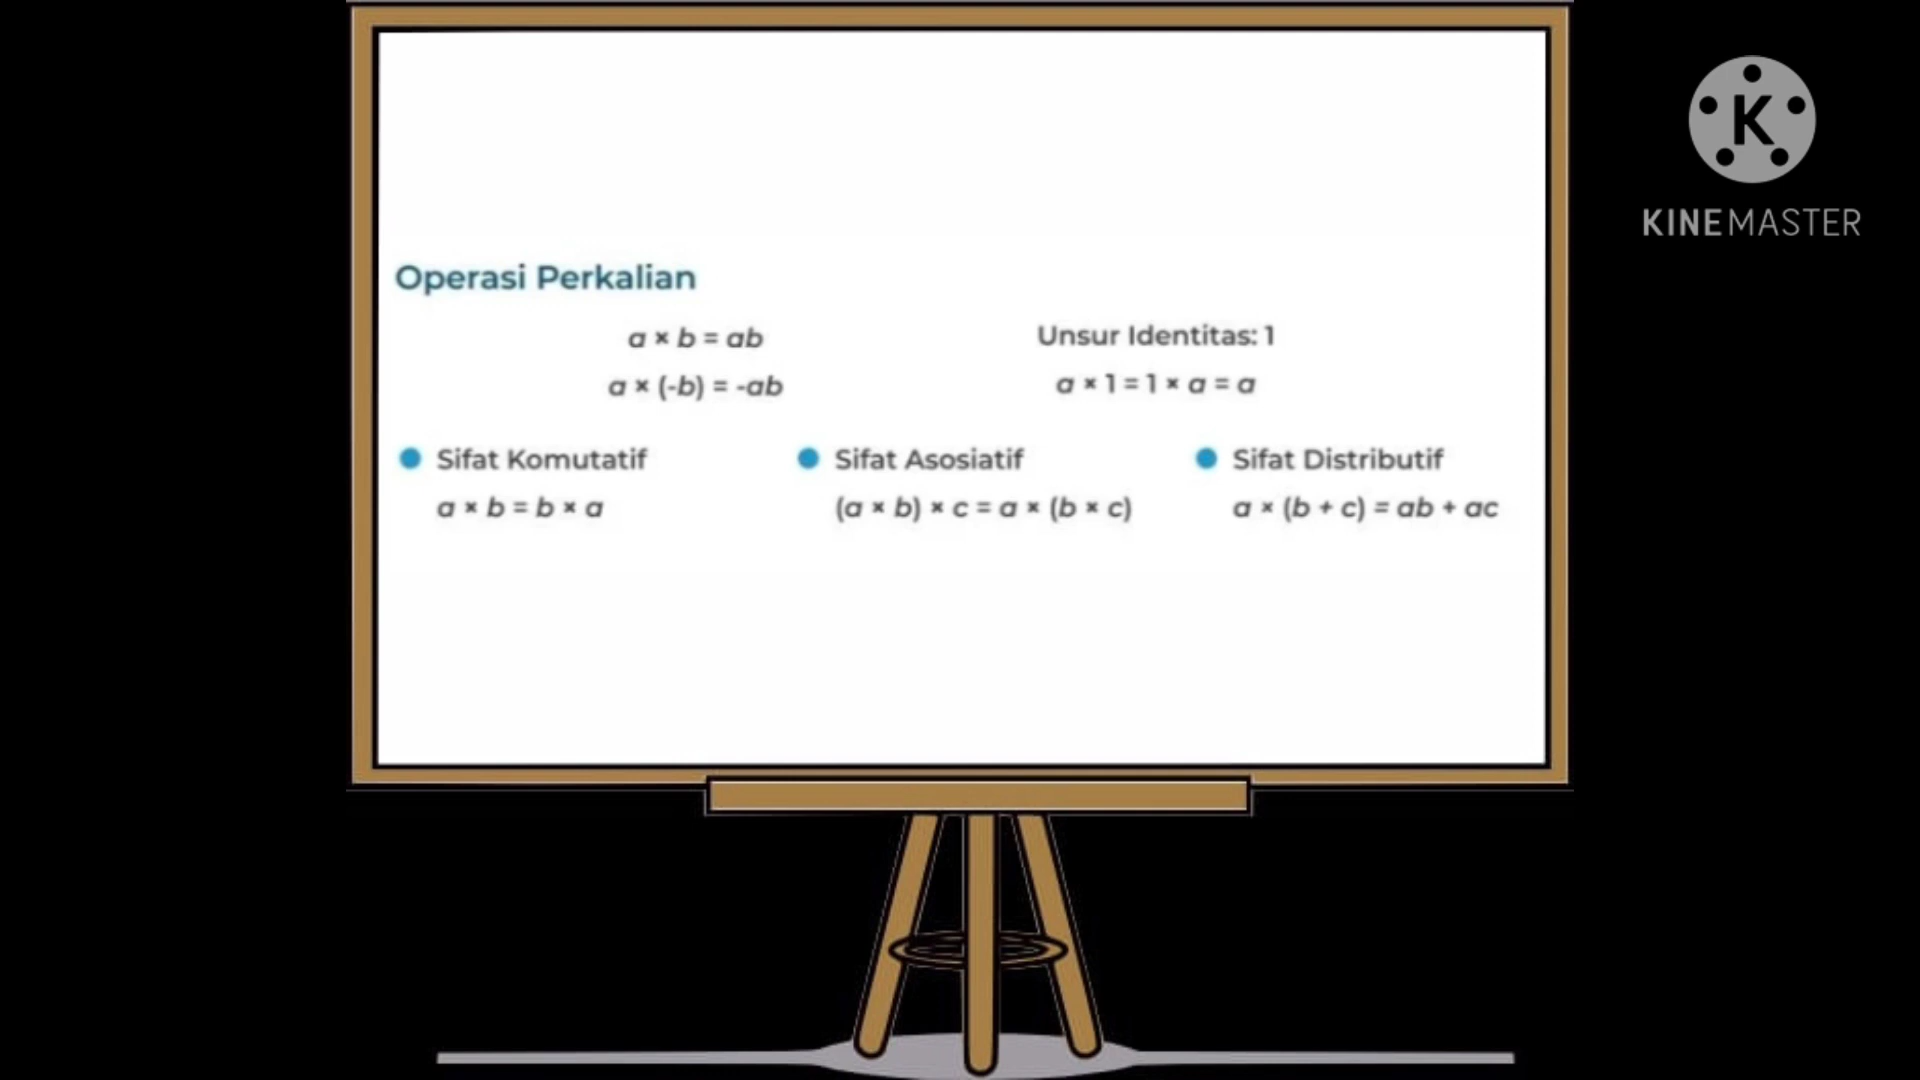 Operasi Perkalian
a × b = ab
a × (-b) = -ab
Unsur Identitas: 1
a × 1 = 1 × a = a
Sifat Komutatif
a × b = b × a
Sifat Asosiatif
(a × b) × c = a × (b × c)
Sifat Distributif
a × (b + c) = ab + ac
K
KINEMASTER